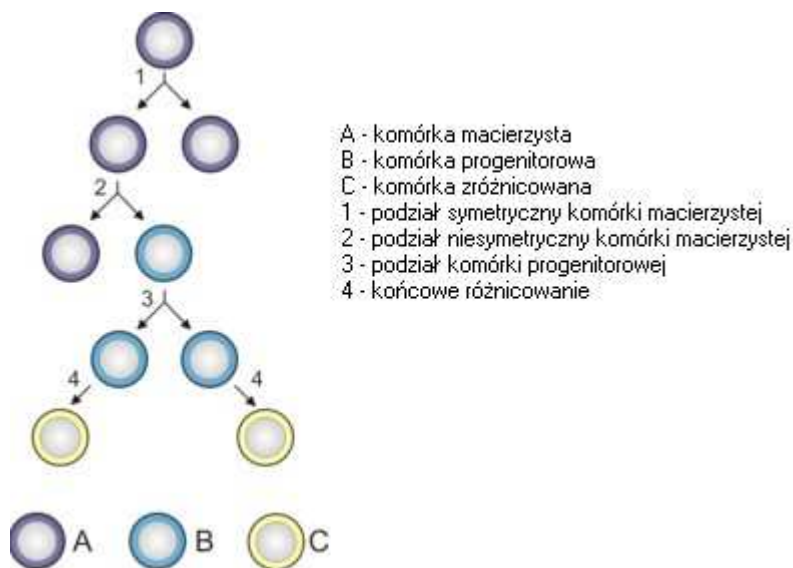 1
2
3
4
4
A
B
C
A - komórka macierzysta
B - komórka progenitorowa
C - komórka zróżnicowana
1 - podział symetryczny komórki macierzystej
2 - podział niesymetryczny komórki macierzystej
3 - podział komórki progenitorowej
4 - końcowe różnicowanie